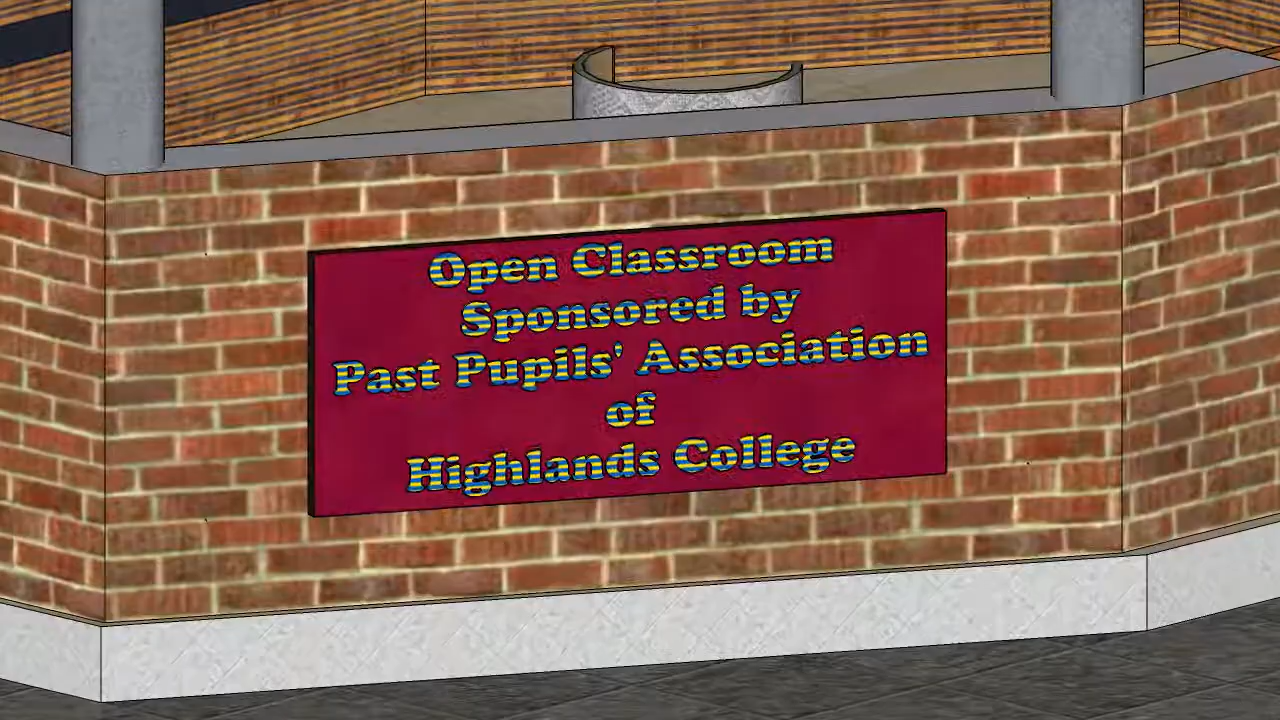 Open Classroom
Sponsored by
Past Pupils' Association
of
Highlands College